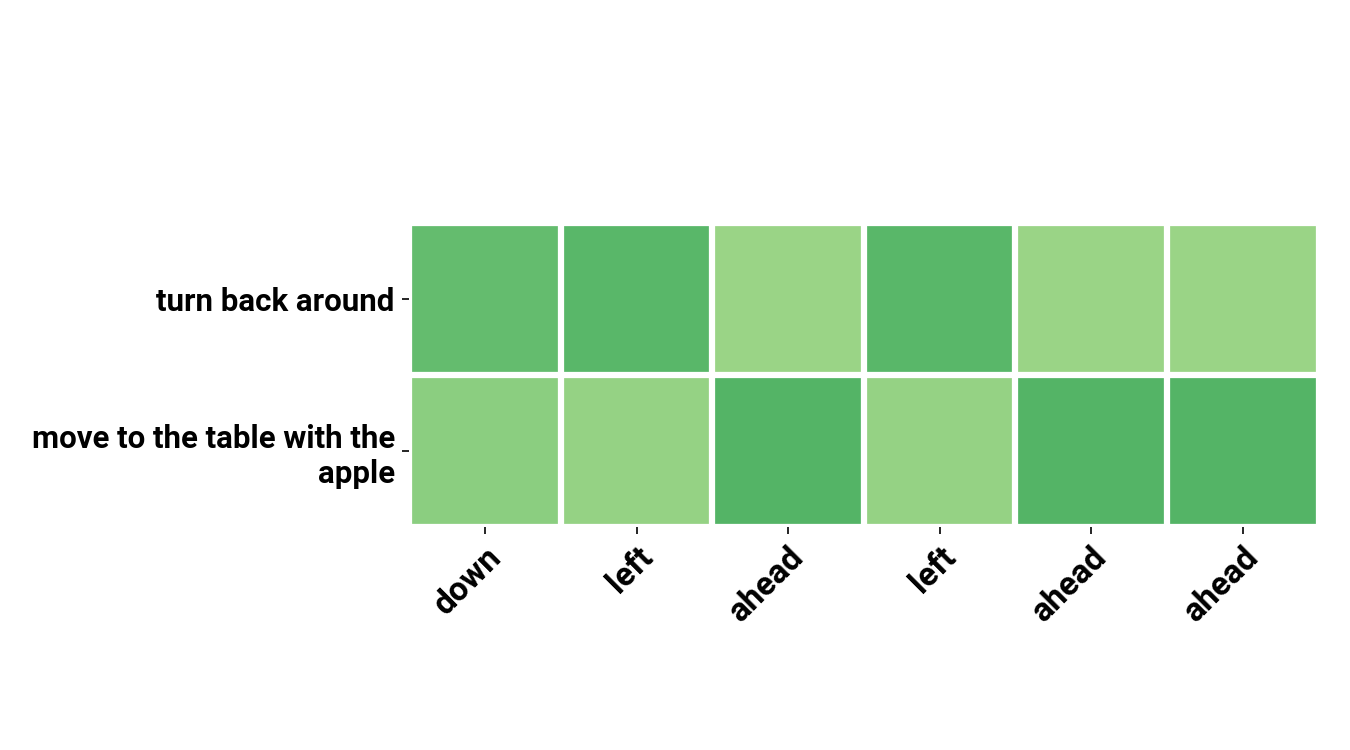 turn back around
move to the table with the
apple
down
left
ahead
left
ahead
ahead